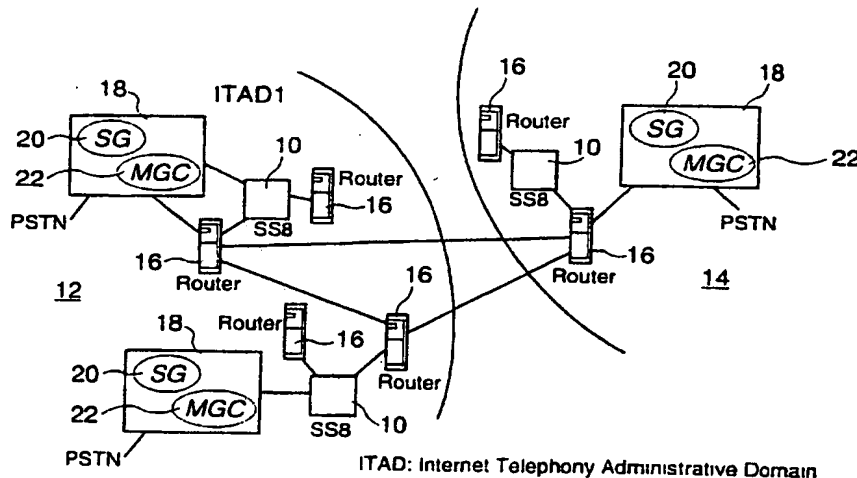 ITAD1
18
20
SG
22
MGC
PSTN
10
SS8
Router
16
16
Router
12
16
Router
10
SS8
20
18
SG
MGC
22
PSTN
16
Router
14
18
20
SG
22
MGC
PSTN
Router
16
16
Router
10
SS8
ITAD: Internet Telephony Administrative Domain